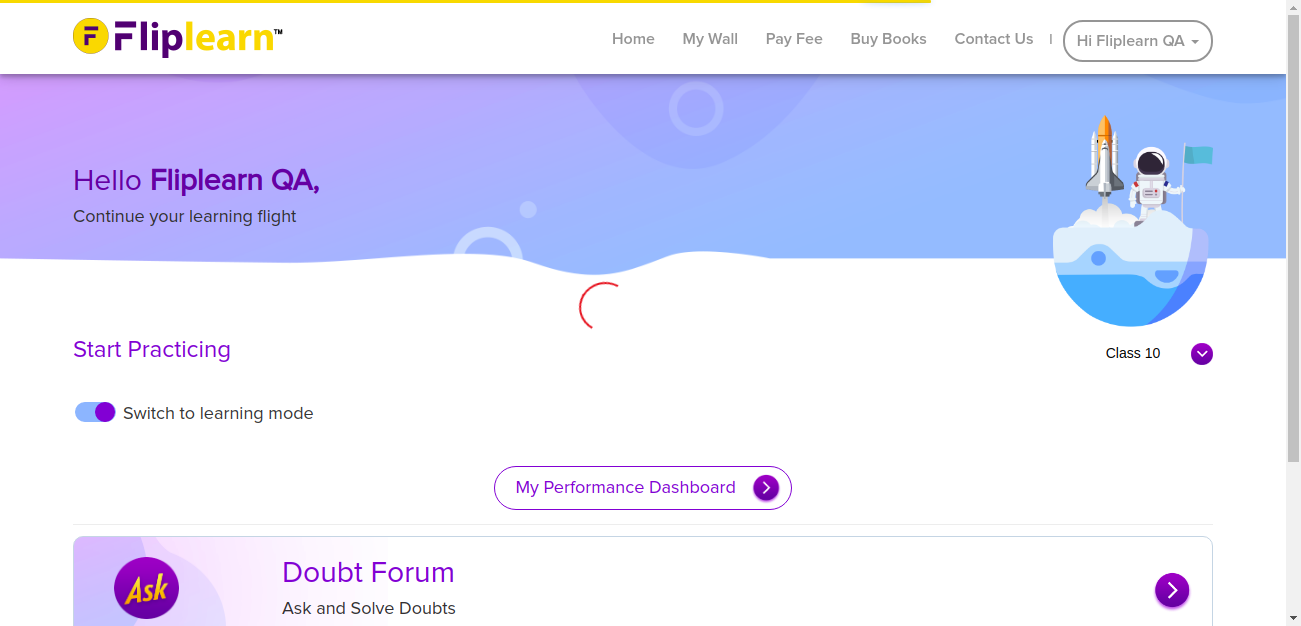 F Fliplearn™
Home My Wall Pay Fee Buy Books Contact Us | Hi Fliplearn QA
Hello Fliplearn QA,
Continue your learning flight
Start Practicing
Class 10
Switch to learning mode
My Performance Dashboard
Ask
Doubt Forum
Ask and Solve Doubts